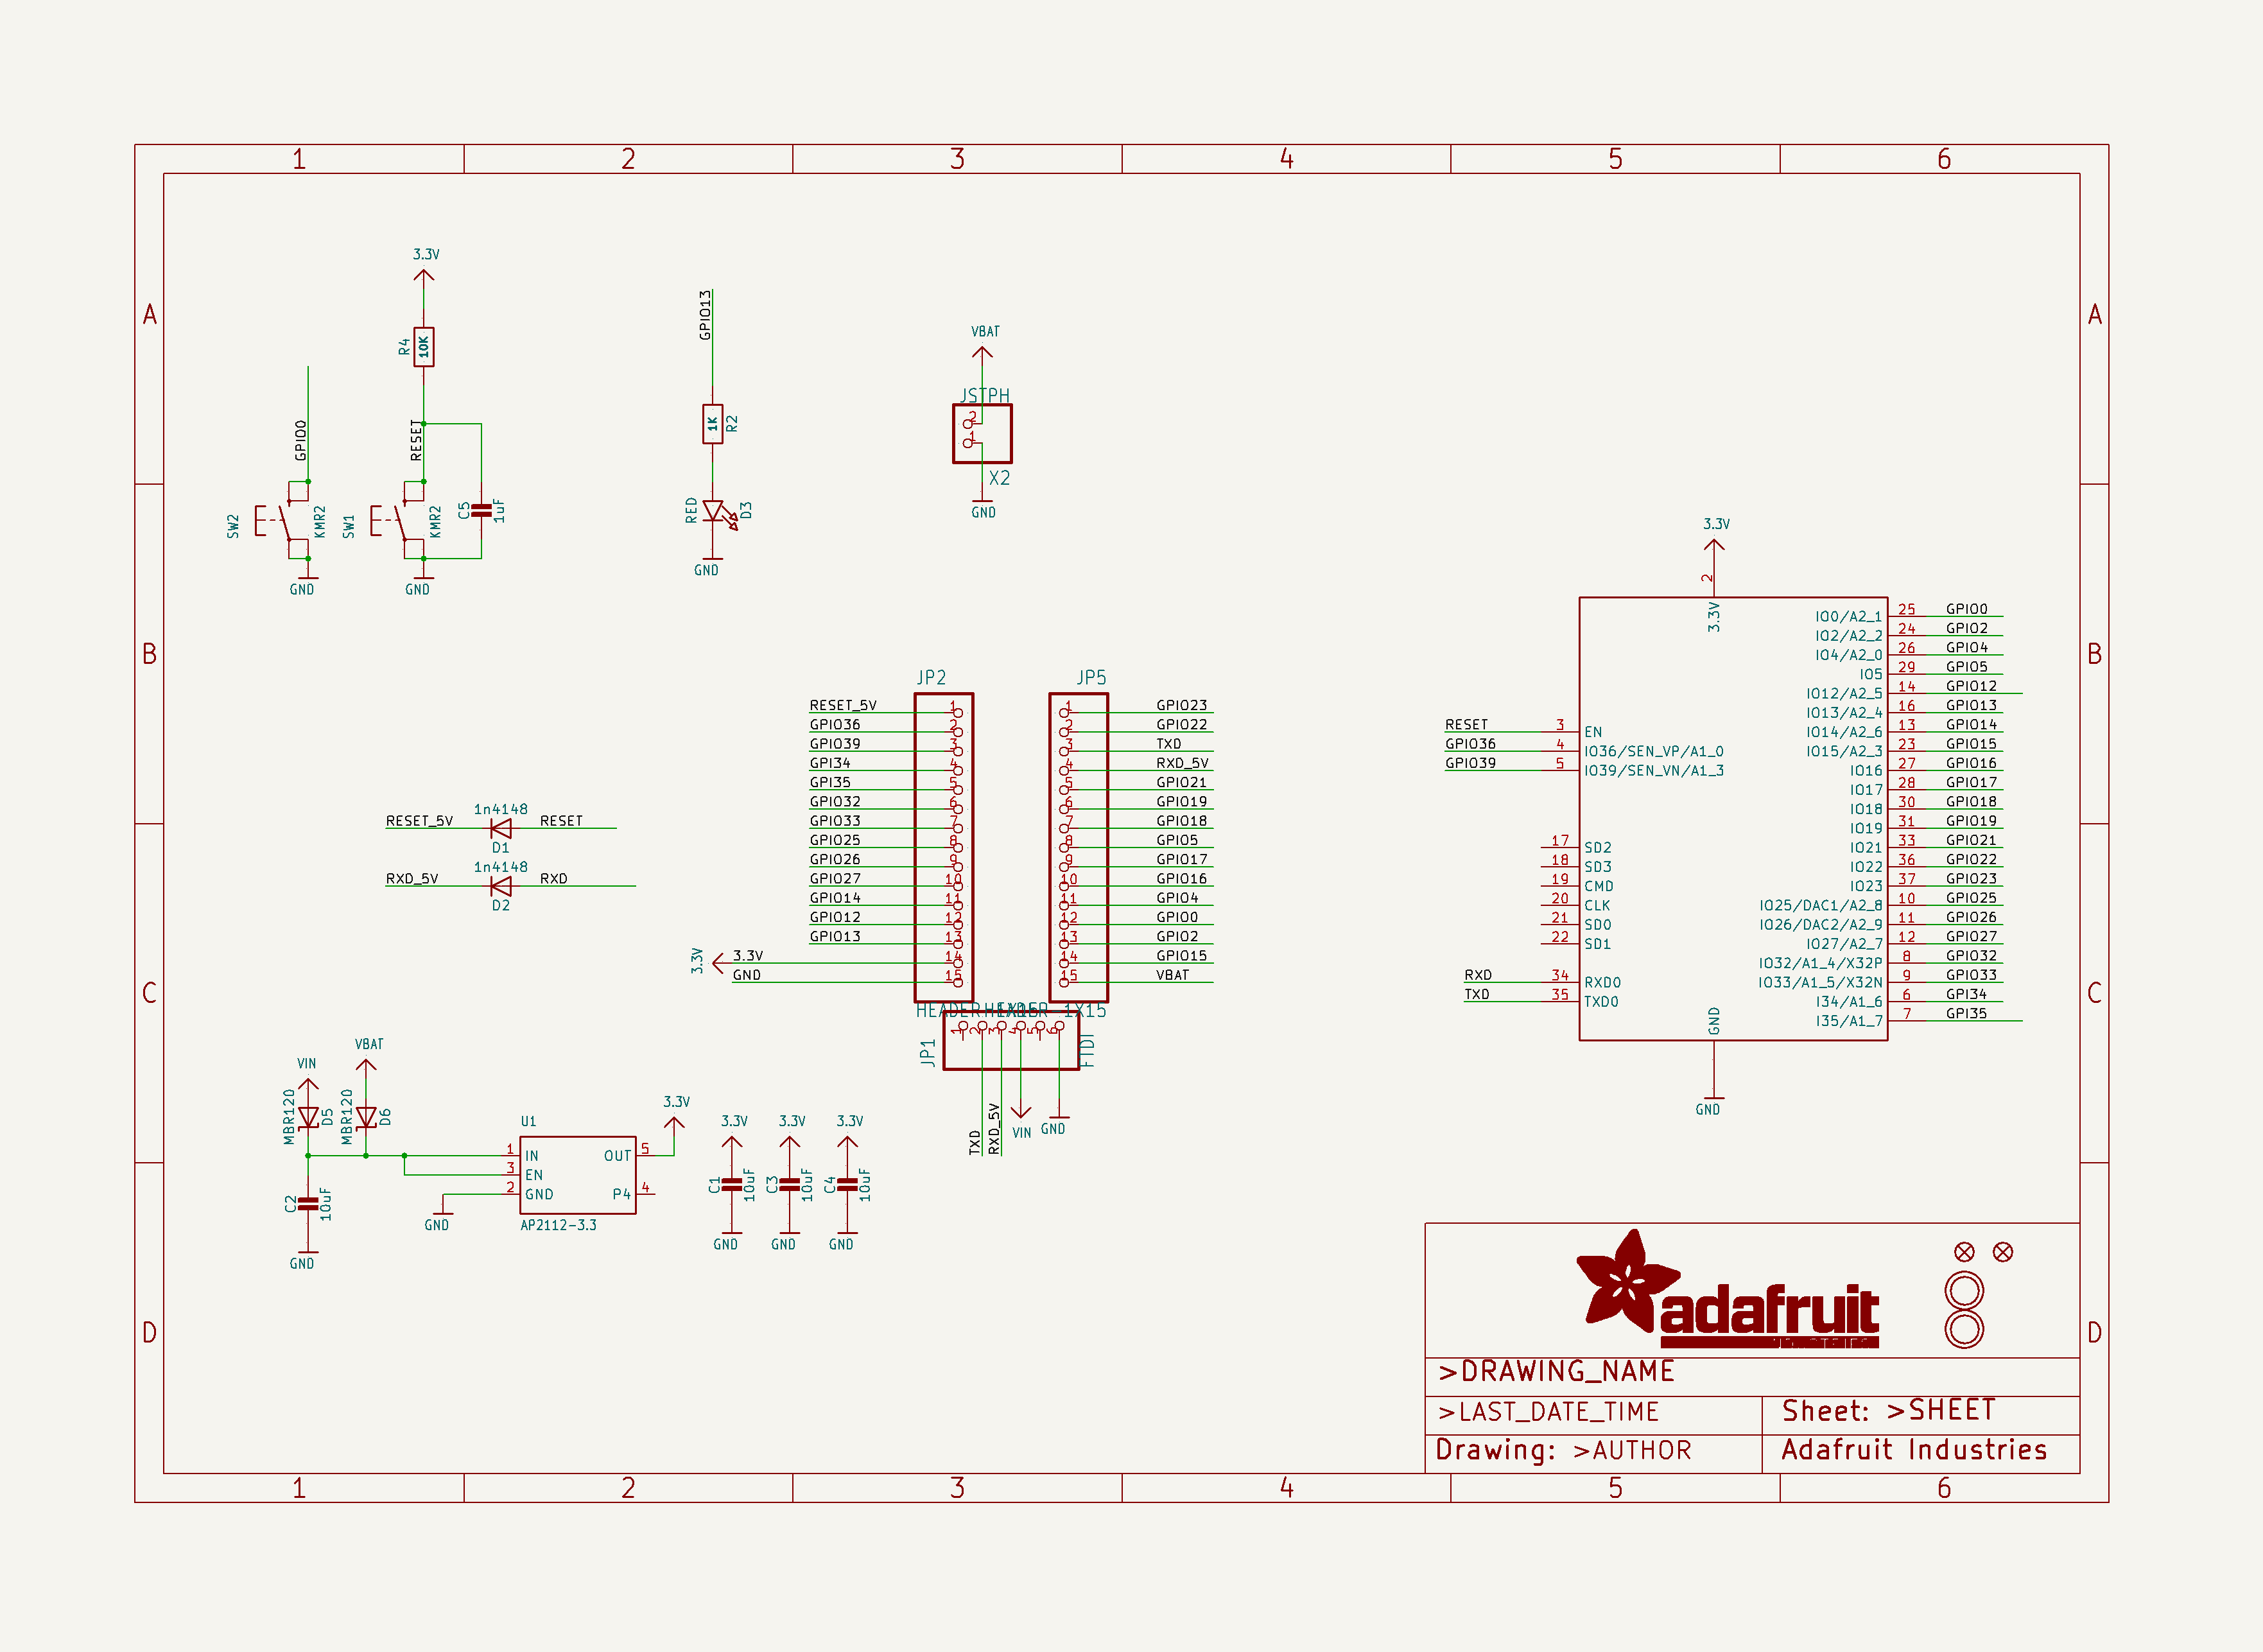 1 2 3 4 5 6
A A
B B
C C
D D
3.3V
R4
10K
GPIO0
RESET
SW2
KMR2
SW1
KMR2
C5
1uF
GND
GND
GPIO13
1K
R2
RED
D3
GND
VBAT
JSTPH
2
1
X2
GND
RESET_5V
1n4148
RESET
D1
RXD_5V
1n4148
RXD
D2
JP2
RESET_5V 1
GPIO36 2
GPIO39 3
GPI34 4
GPI35 5
GPIO32 6
GPIO33 7
GPIO25 8
GPIO26 9
GPIO27 10
GPIO14 11
GPIO12 12
GPIO13 13
3.3V 3.3V 14
GND 15
HEADER 1X15
JP5
1 GPIO23
2 GPIO22
3 TXD
4 RXD_5V
5 GPIO21
6 GPIO19
7 GPIO18
8 GPIO5
9 GPIO17
10 GPIO16
11 GPIO4
12 GPIO0
13 GPIO2
14 GPIO15
15 VBAT
HEADER 1X15
JP1
1 2 3 4 5 6
FTDI
TXD
RXD_5V
VIN
GND
VIN
VBAT
MBR120
D5
MBR120
D6
C2
10uF
GND
U1
1 IN
3 EN
2 GND
OUT 5
P4 4
AP2112-3.3
GND
3.3V
3.3V
C1
10uF
GND
3.3V
C3
10uF
GND
3.3V
C4
10uF
GND
3.3V
2
3.3V
RESET 3 EN
GPIO36 4 IO36/SEN_VP/A1_0
GPIO39 5 IO39/SEN_VN/A1_3
17 SD2
18 SD3
19 CMD
20 CLK
21 SD0
22 SD1
RXD 34 RXD0
TXD 35 TXD0
IO0/A2_1 25 GPIO0
IO2/A2_2 24 GPIO2
IO4/A2_0 26 GPIO4
IO5 29 GPIO5
IO12/A2_5 14 GPIO12
IO13/A2_4 16 GPIO13
IO14/A2_6 13 GPIO14
IO15/A2_3 23 GPIO15
IO16 27 GPIO16
IO17 28 GPIO17
IO18 30 GPIO18
IO19 31 GPIO19
IO21 33 GPIO21
IO22 36 GPIO22
IO23 37 GPIO23
IO25/DAC1/A2_8 10 GPIO25
IO26/DAC2/A2_9 11 GPIO26
IO27/A2_7 12 GPIO27
IO32/A1_4/X32P 8 GPIO32
IO33/A1_5/X32N 9 GPIO33
I34/A1_6 6 GPI34
I35/A1_7 7 GPI35
GND
GND
adafruit
>DRAWING_NAME
>LAST_DATE_TIME
Sheet: >SHEET
Drawing: >AUTHOR
Adafruit Industries
1 2 3 4 5 6